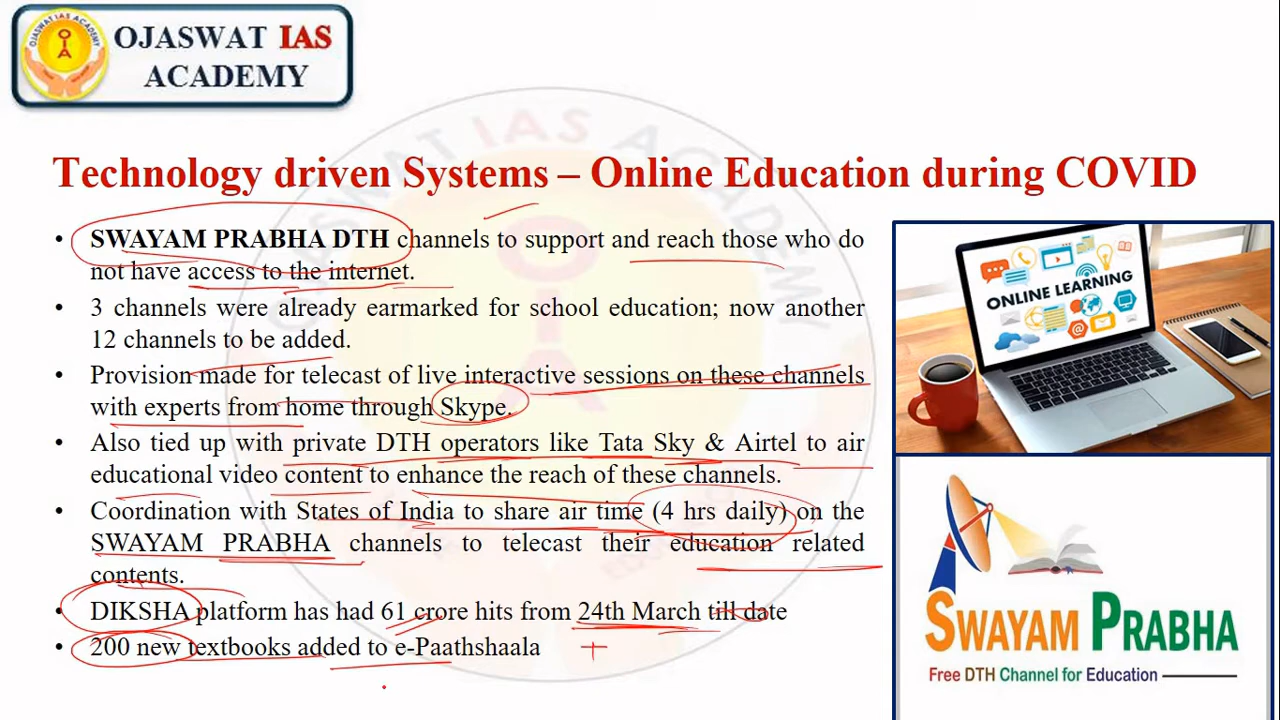 OJASWAT IAS
ACADEMY
OJASWAT IAS ACADEMY
Technology driven Systems – Online Education during COVID
• SWAYAM PRABHA DTH channels to support and reach those who do
not have access to the internet.
• 3 channels were already earmarked for school education; now another
12 channels to be added.
• Provision made for telecast of live interactive sessions on these channels
with experts from home through Skype.
• Also tied up with private DTH operators like Tata Sky & Airtel to air
educational video content to enhance the reach of these channels.
• Coordination with States of India to share air time (4 hrs daily) on the
SWAYAM PRABHA channels to telecast their education related
contents.
• DIKSHA platform has had 61 crore hits from 24th March till date
• 200 new textbooks added to e-Paathshaala
ONLINE LEARNING
SWAYAM PRABHA
Free DTH Channel for Education